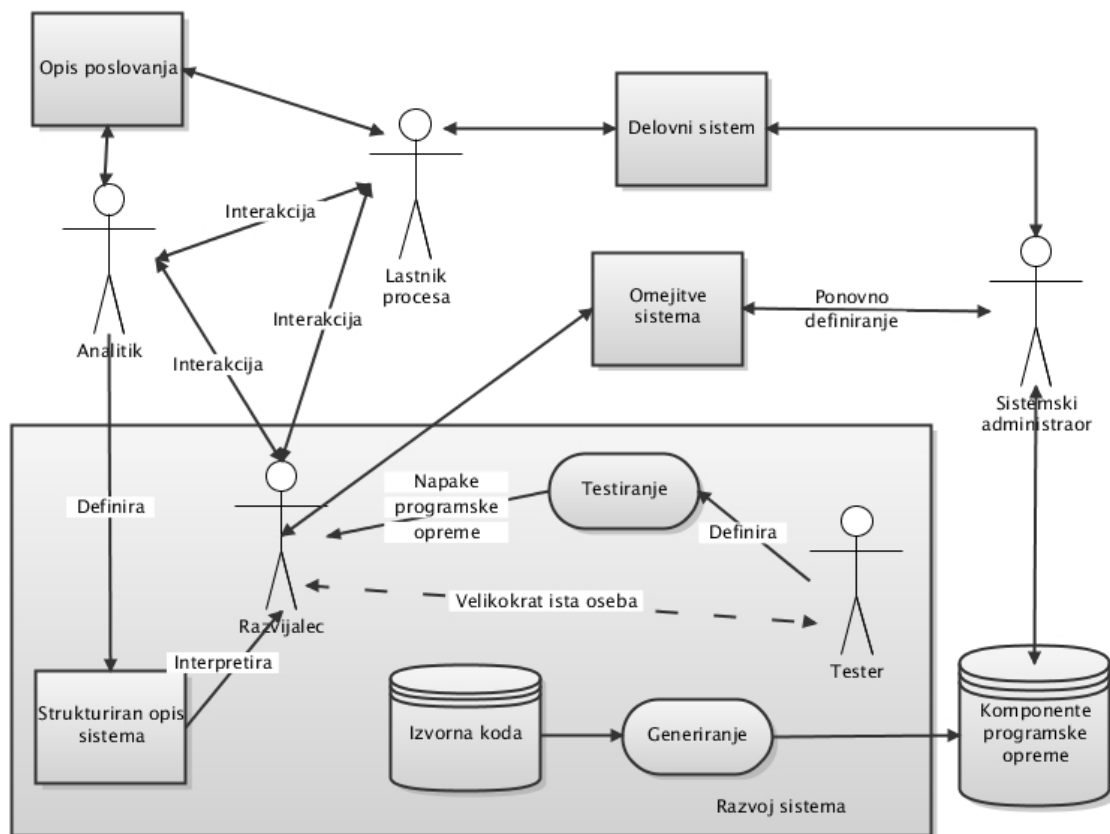 Opis poslovanja
Delovni sistem
Interakcija
Lastnik
procesa
Omejitve
sistema
Ponovno
definiranje
Interakcija
Analitik
Interakcija
Sistemski
administraor
Napake
programske
opreme
Testiranje
Definira
Definira
Velikokrat ista oseba
Razvijalec
Interpretira
Tester
Strukturiran opis
sistema
Izvorna koda
Generiranje
Komponente
programske
opreme
Razvoj sistema